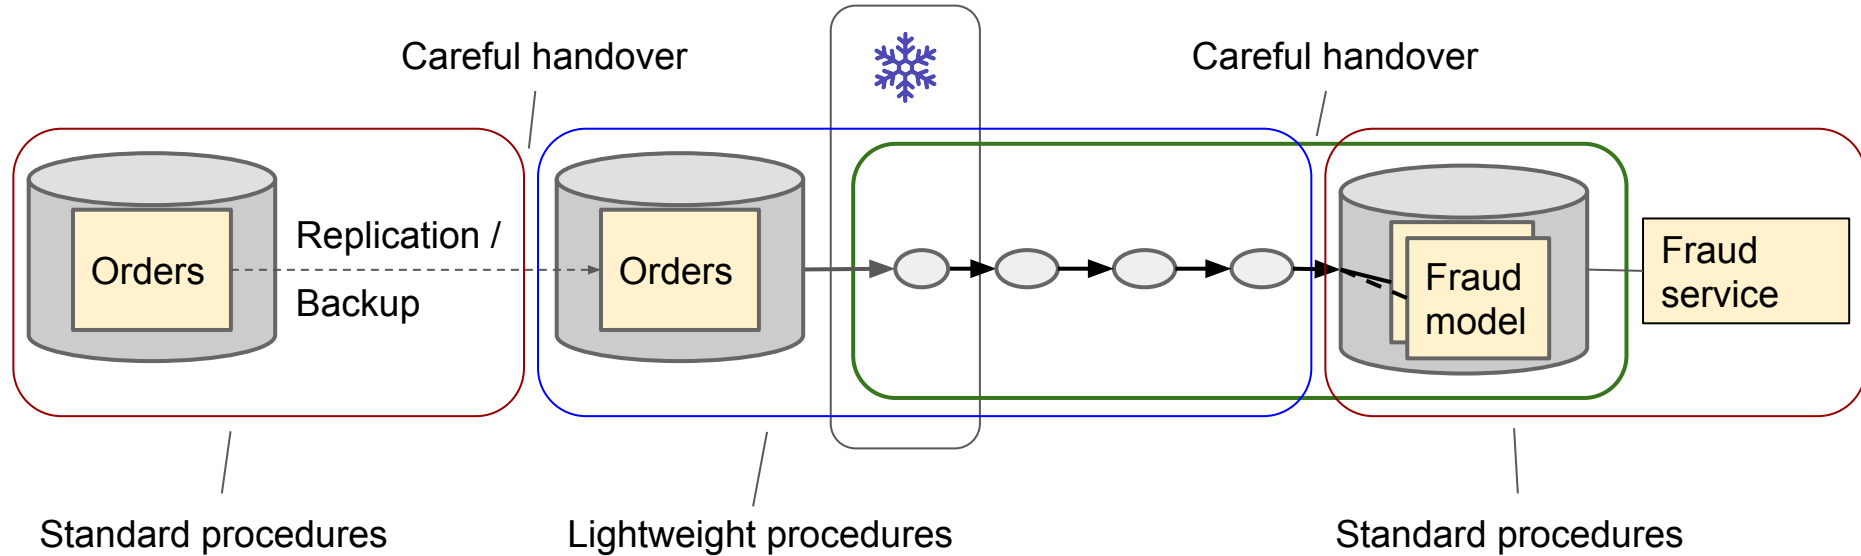 Careful handover
Careful handover
Orders
Replication /
Backup
Orders
Fraud
model
Fraud
service
Standard procedures
Lightweight procedures
Standard procedures